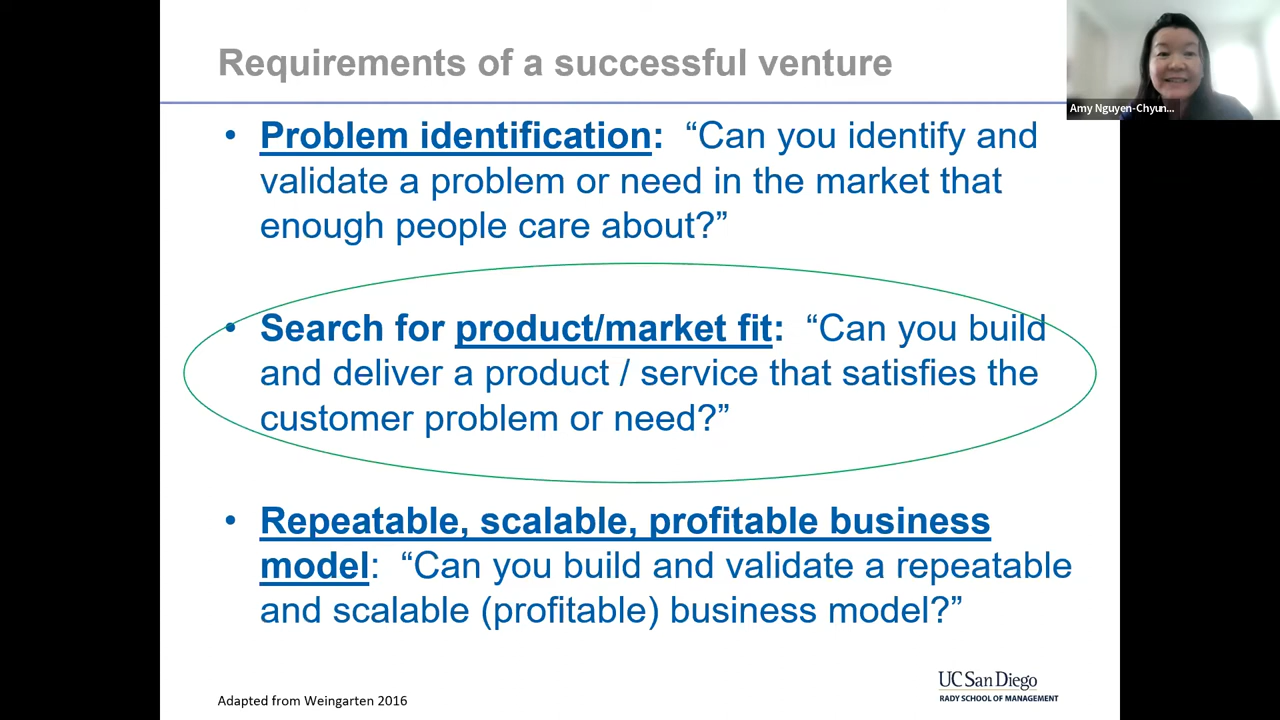 Requirements of a successful venture
Amy Nguyen-Chyun...
• Problem identification: “Can you identify and
validate a problem or need in the market that
enough people care about?”
• Search for product/market fit: “Can you build
and deliver a product / service that satisfies the
customer problem or need?”
• Repeatable, scalable, profitable business
model: “Can you build and validate a repeatable
and scalable (profitable) business model?”
Adapted from Weingarten 2016
UC San Diego
RADY SCHOOL OF MANAGEMENT